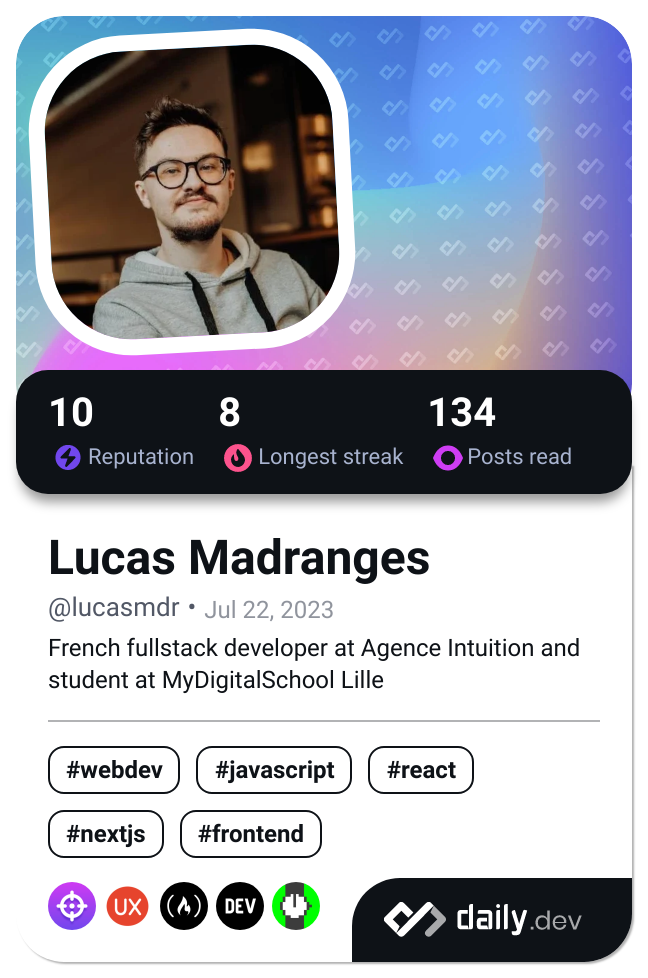 10 8 134
Reputation Longest streak Posts read
Lucas Madranges
@lucasmdr • Jul 22, 2023
French fullstack developer at Agence Intuition and
student at MyDigitalSchool Lille
#webdev #javascript #react
#nextjs #frontend
UX DEV
daily.dev